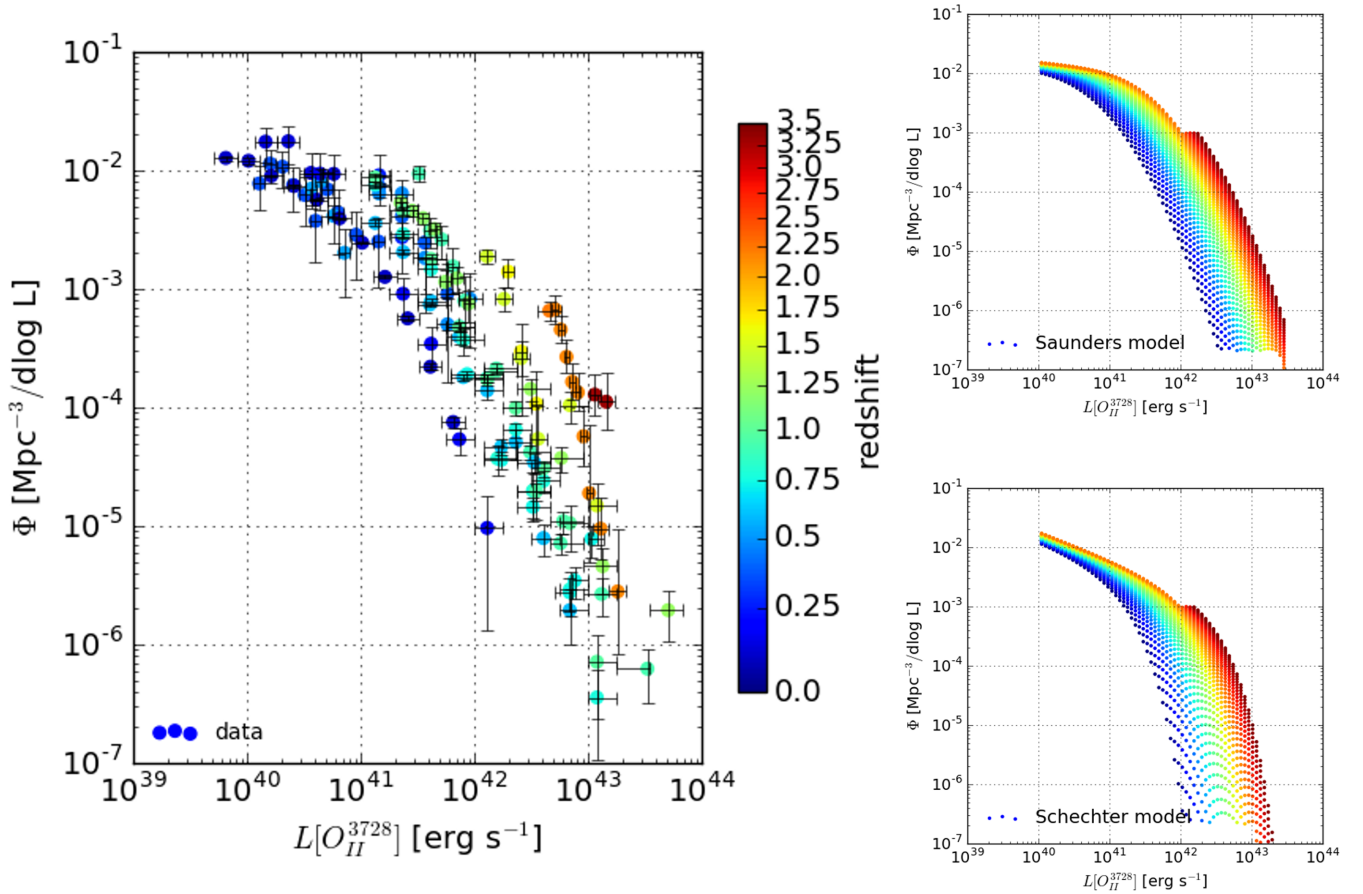 10^-1
10^-2
10^-3
10^-4
10^-5
10^-6
10^-7
Φ [Mpc^-3/dlog L]
data
10^39 10^40 10^41 10^42 10^43 10^44
L[O_II^3728] [erg s^-1]
3.5
3.25
3.0
2.75
2.5
2.25
2.0
1.75
1.5
1.25
1.0
0.75
0.5
0.25
0.0
redshift
10^-1
10^-2
10^-3
10^-4
10^-5
10^-6
10^-7
Φ [Mpc^-3/dlog L]
Saunders model
10^39 10^40 10^41 10^42 10^43 10^44
L[O_II^3728] [erg s^-1]
10^-1
10^-2
10^-3
10^-4
10^-5
10^-6
10^-7
Φ [Mpc^-3/dlog L]
Schechter model
10^39 10^40 10^41 10^42 10^43 10^44
L[O_II^3728] [erg s^-1]